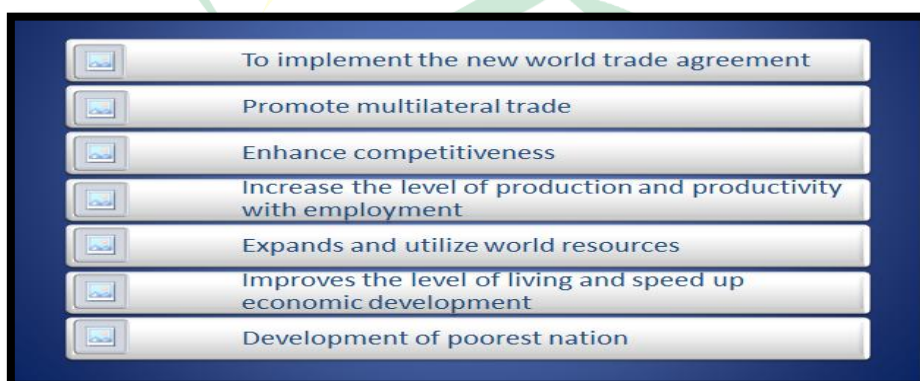 To implement the new world trade agreement
Promote multilateral trade
Enhance competitiveness
Increase the level of production and productivity
with employment
Expands and utilize world resources
Improves the level of living and speed up
economic development
Development of poorest nation